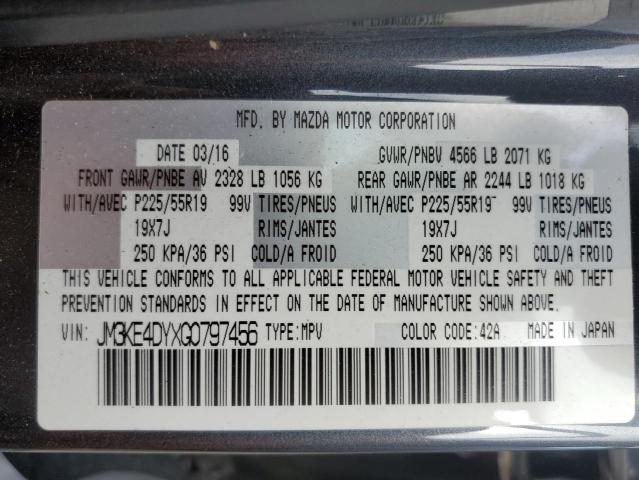 MFD. BY MAZDA MOTOR CORPORATION
DATE 03/16 GVWR/PNBV 4566 LB 2071 KG
FRONT GAWR/PNBE AV 2328 LB 1056 KG REAR GAWR/PNBE AR 2244 LB 1018 KG
WITH/AVEC P225/55R19 99V TIRES/PNEUS WITH/AVEC P225/55R19 99V TIRES/PNEUS
19X7J RIMS/JANTES 19X7J RIMS/JANTES
250 KPA/36 PSI COLD/A FROID 250 KPA/36 PSI COLD/A FROID
THIS VEHICLE CONFORMS TO ALL APPLICABLE FEDERAL MOTOR VEHICLE SAFETY AND THEFT
PREVENTION STANDARDS IN EFFECT ON THE DATE OF MANUFACTURE SHOWN ABOVE.
VIN: JM3KE4DYXG0797456 TYPE:MPV COLOR CODE:42A MADE IN JAPAN